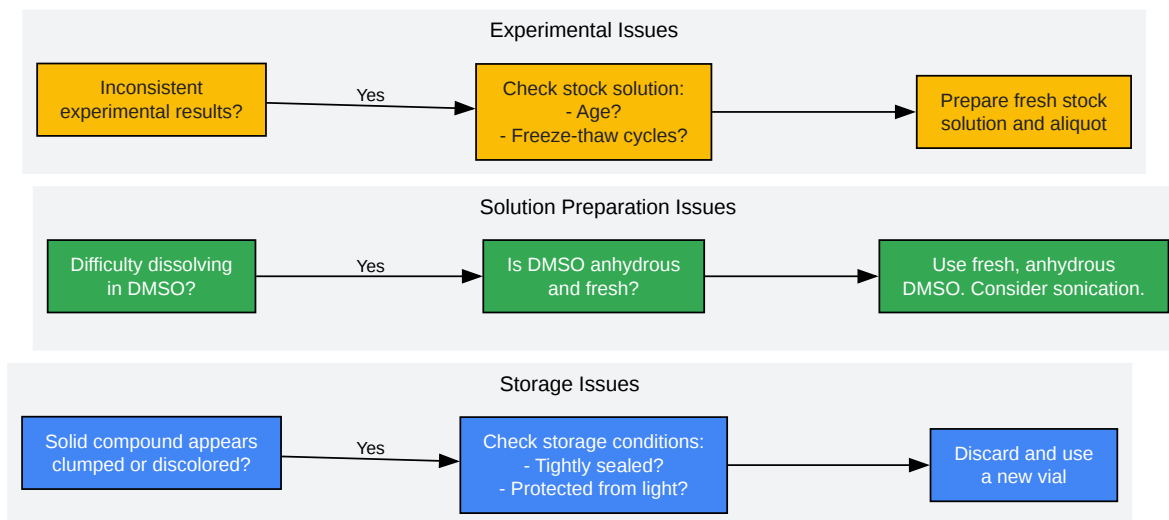 Experimental Issues
Inconsistent
experimental results?
Yes
Check stock solution:
- Age?
- Freeze-thaw cycles?
Prepare fresh stock
solution and aliquot
Solution Preparation Issues
Difficulty dissolving
in DMSO?
Yes
Is DMSO anhydrous
and fresh?
Use fresh, anhydrous
DMSO. Consider sonication.
Storage Issues
Solid compound appears
clumped or discolored?
Yes
Check storage conditions:
- Tightly sealed?
- Protected from light?
Discard and use
a new vial